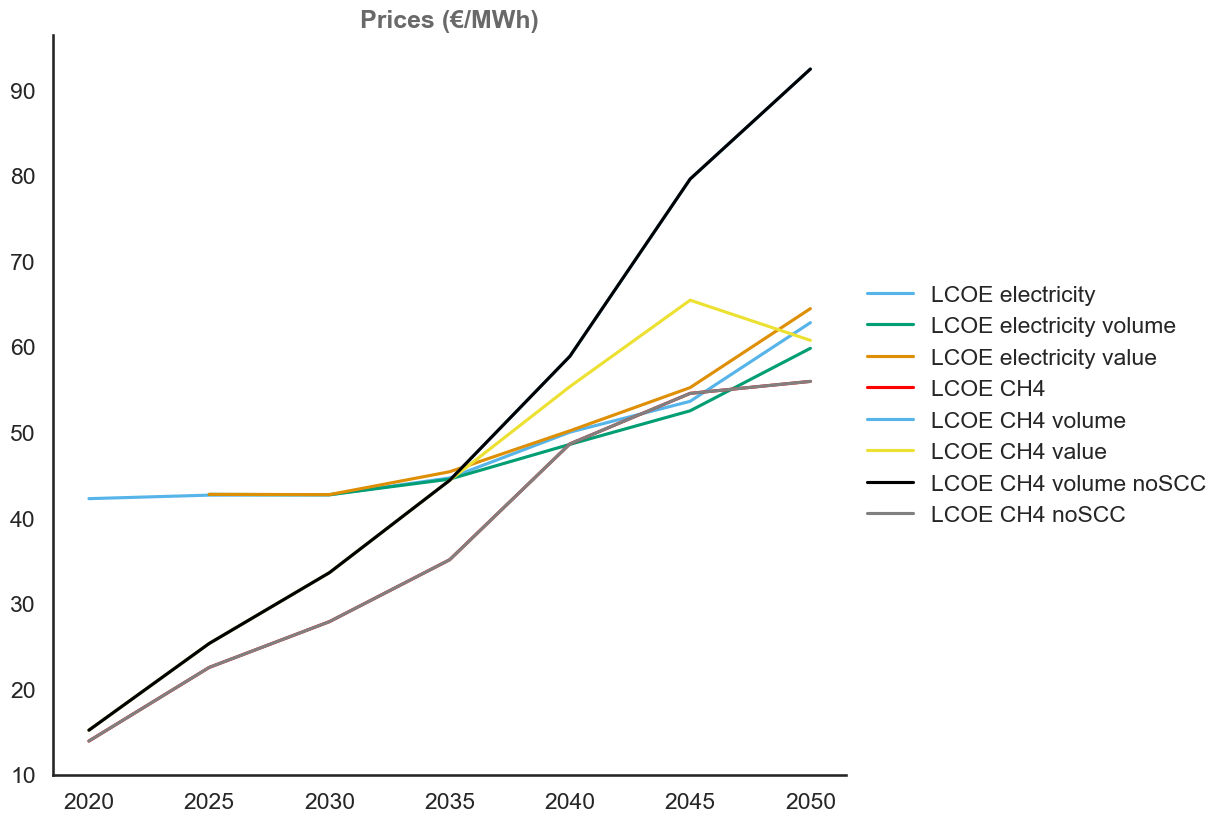 Prices (€/MWh)
90
80
70
60
50
40
30
20
10
2020 2025 2030 2035 2040 2045 2050
LCOE electricity
LCOE electricity volume
LCOE electricity value
LCOE CH4
LCOE CH4 volume
LCOE CH4 value
LCOE CH4 volume noSCC
LCOE CH4 noSCC